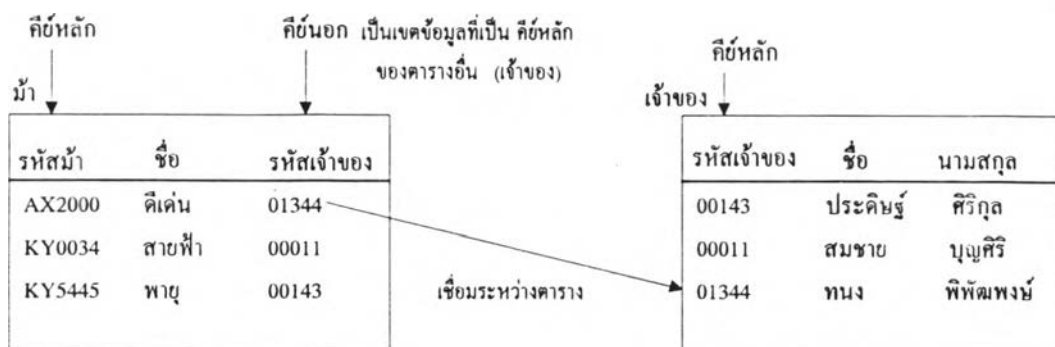 คีย์หลัก
คีย์นอก เป็นเขตข้อมูลที่เป็น คีย์หลัก
ของตารางอื่น (เจ้าของ)
คีย์หลัก
ม้า
เจ้าของ
รหัสม้า ชื่อ รหัสเจ้าของ
AX2000 ดีเด่น 01344
KY0034 สายฟ้า 00011
KY5445 พายุ 00143
เชื่อมระหว่างตาราง
รหัสเจ้าของ ชื่อ นามสกุล
00143 ประดิษฐ์ ศิริกุล
00011 สมชาย บุญศิริ
01344 ทนง พิพัฒพงษ์